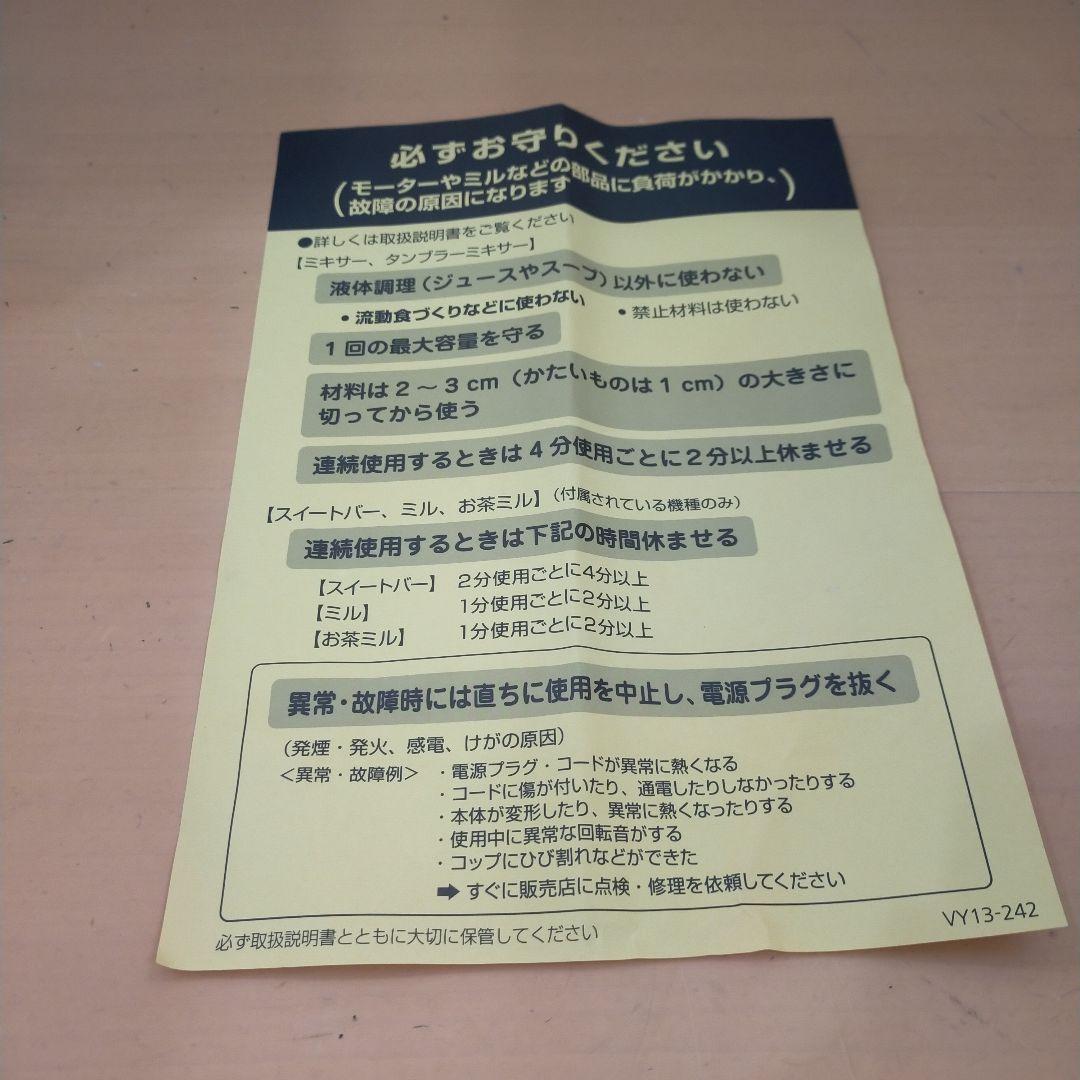 必ずお守りください
（モーターやミルなどの部品に負荷がかかり、
故障の原因になります）
●詳しくは取扱説明書をご覧ください
【ミキサー、タンブラーミキサー】
液体調理（ジュースやスープ）以外に使わない
・流動食づくりなどに使わない ・禁止材料は使わない
1回の最大容量を守る
材料は2～3cm（かたいものは1cm）の大きさに
切ってから使う
連続使用するときは4分使用ごとに2分以上休ませる
【スイートバー、ミル、お茶ミル】（付属されている機種のみ）
連続使用するときは下記の時間休ませる
【スイートバー】 2分使用ごとに4分以上
【ミル】 1分使用ごとに2分以上
【お茶ミル】 1分使用ごとに2分以上
異常・故障時には直ちに使用を中止し、電源プラグを抜く
（発煙・発火、感電、けがの原因）
＜異常・故障例＞ ・電源プラグ・コードが異常に熱くなる
・コードに傷が付いたり、通電したりしなかったりする
・本体が変形したり、異常に熱くなったりする
・使用中に異常な回転音がする
・コップにひび割れなどができた
➡ すぐに販売店に点検・修理を依頼してください
必ず取扱説明書とともに大切に保管してください
VY13-242